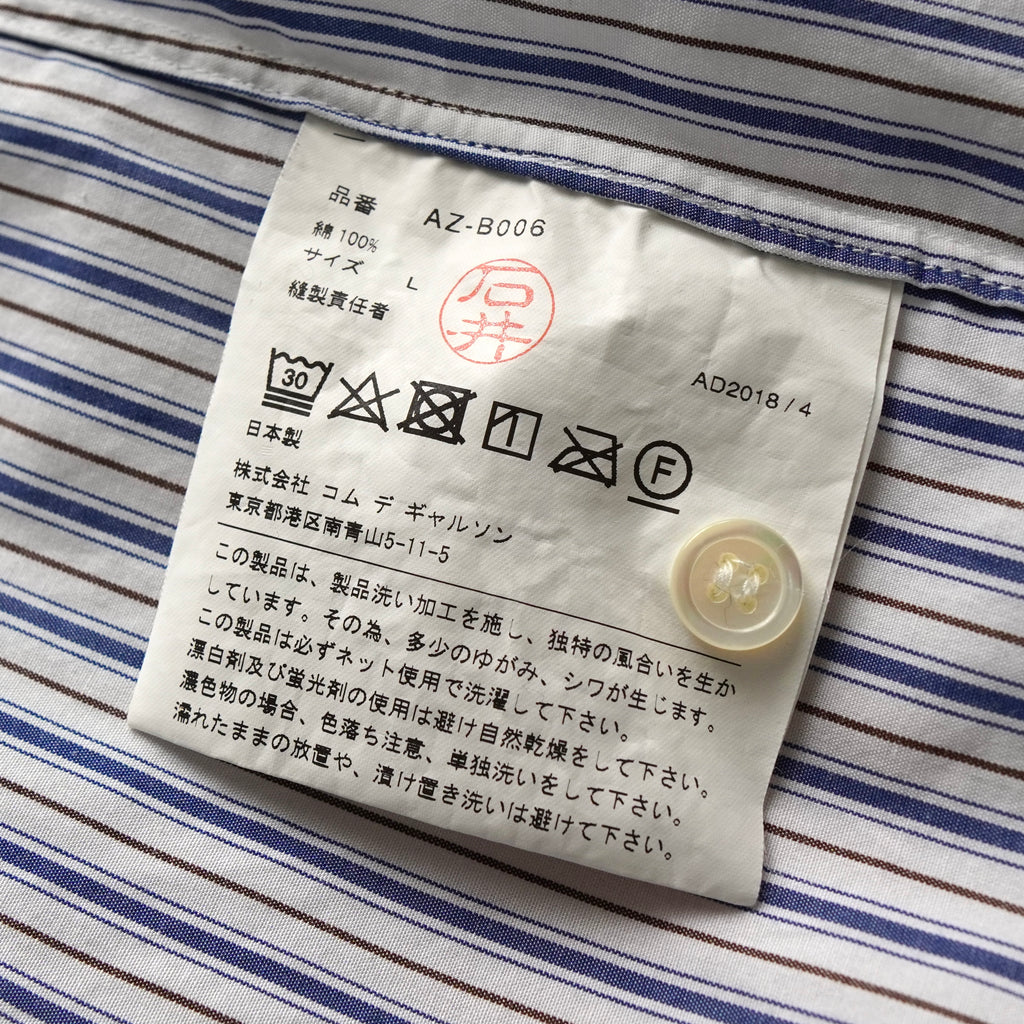 品番 AZ-B006
綿 100%
サイズ L
縫製責任者 石井
AD2018 / 4
30 1 F
日本製
株式会社 コム デ ギャルソン
東京都港区南青山5-11-5
この製品は、製品洗い加工を施し、独特の風合いを生か
しています。その為、多少のゆがみ、シワが生じます。
この製品は必ずネット使用で洗濯して下さい。
漂白剤及び蛍光剤の使用は避け自然乾燥をして下さい。
濃色物の場合、色落ち注意、単独洗いをして下さい。
濡れたままの放置や、漬け置き洗いは避けて下さい。